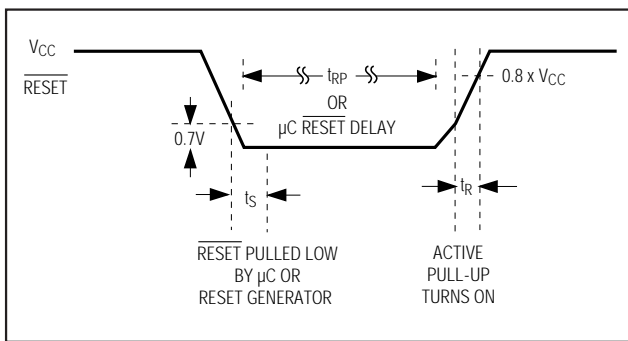 VCC
RESET
tRP
OR
µC RESET DELAY
0.8 x VCC
0.7V
tS
tR
RESET PULLED LOW
BY µC OR
RESET GENERATOR
ACTIVE
PULL-UP
TURNS ON